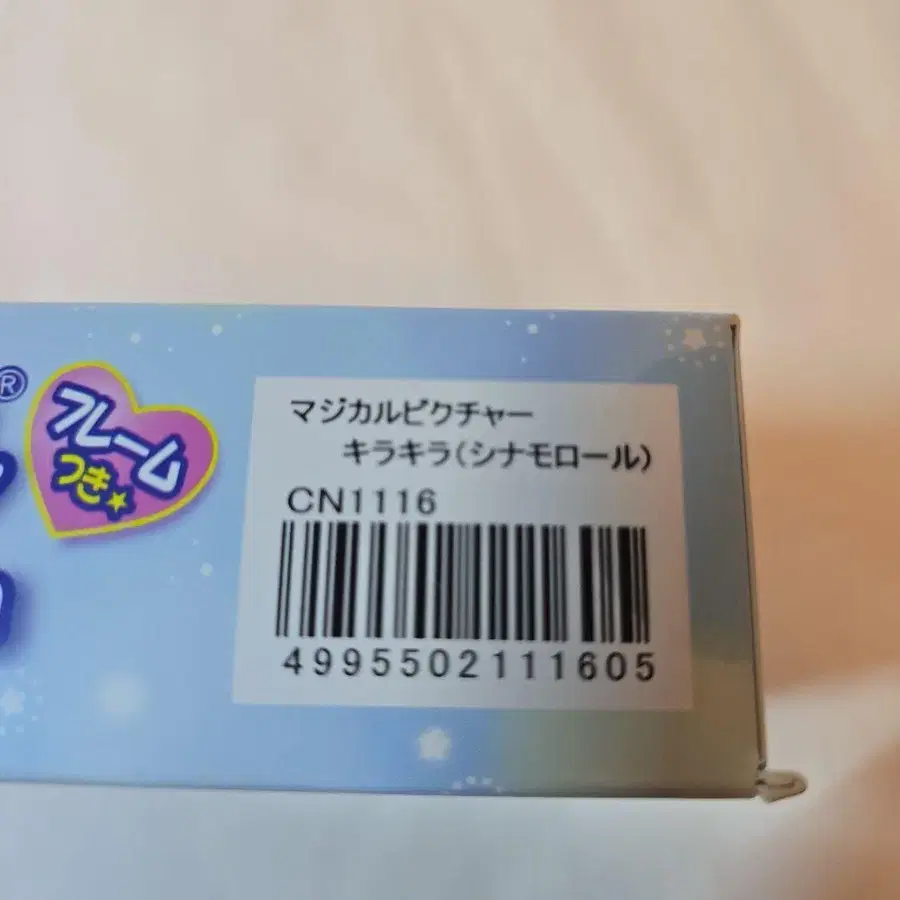 ®
フレーム
つき
マジカルピクチャー
キラキラ(シナモロール)
CN1116
4995502111605